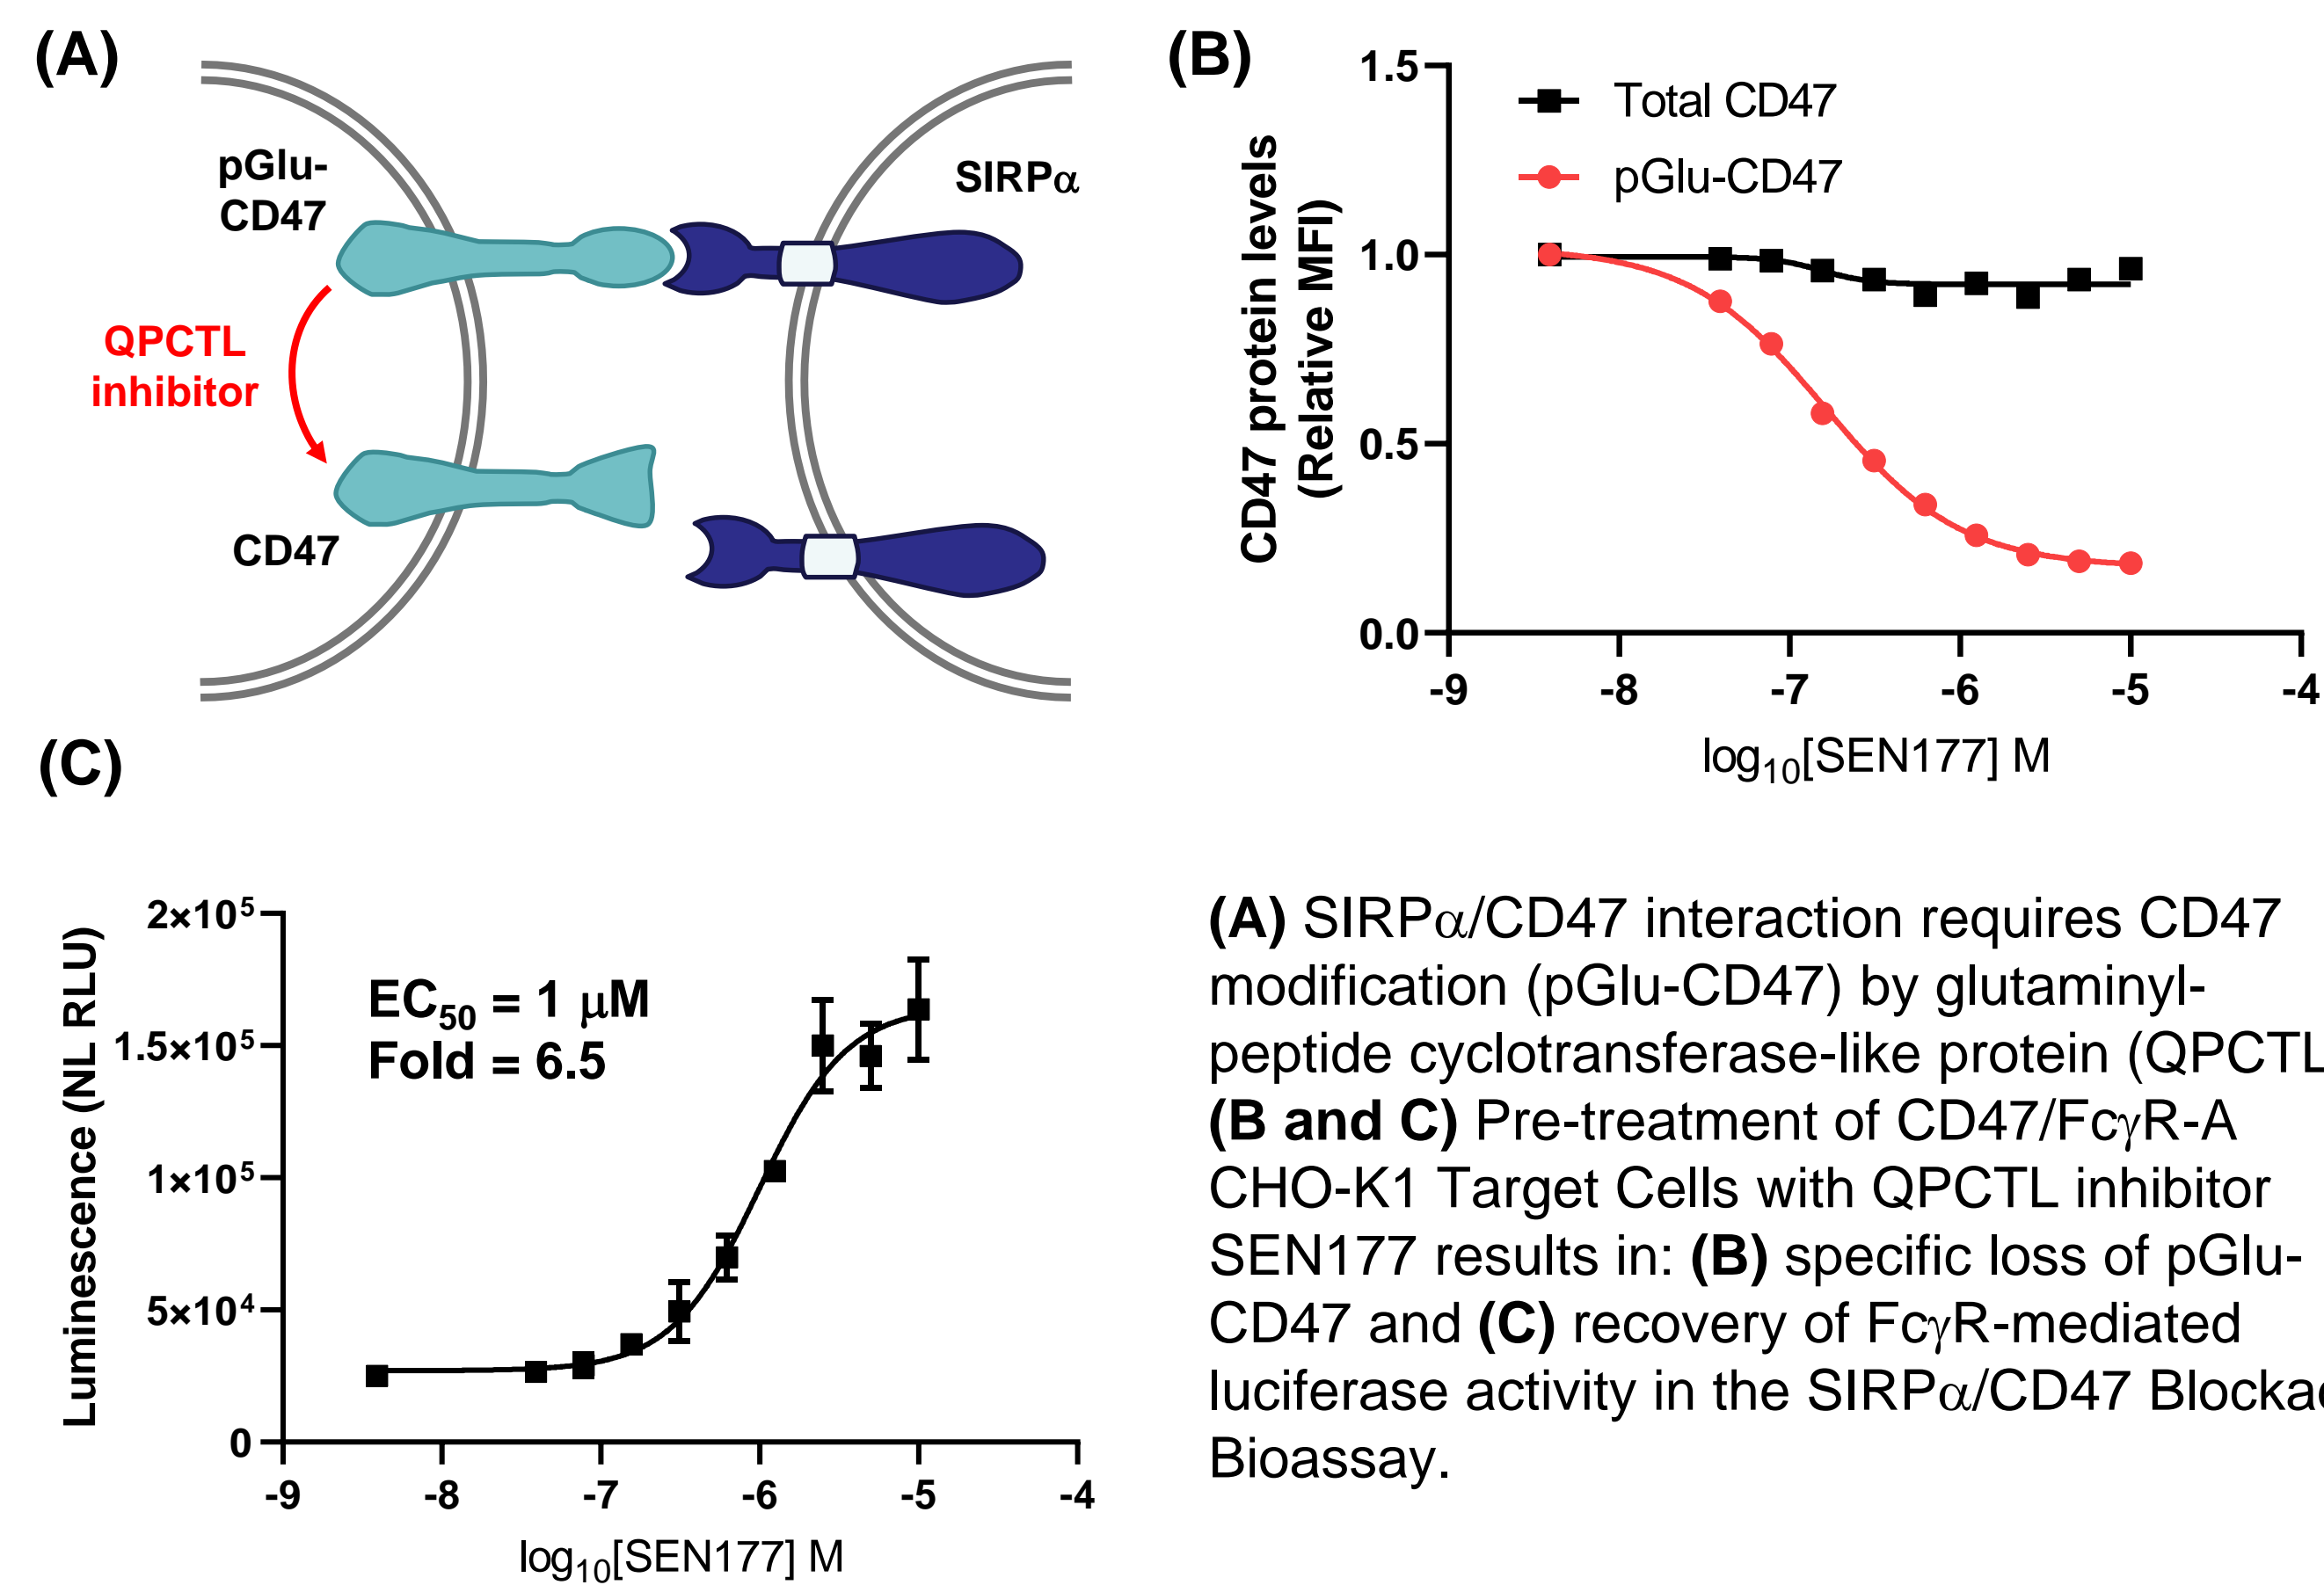 (A)
pGlu-
CD47
SIRPα
QPCTL
inhibitor
CD47
(B)
1.5
1.0
0.5
0.0
CD47 protein levels
(Relative MFI)
Total CD47
pGlu-CD47
-9 -8 -7 -6 -5 -4
log10[SEN177] M
(C)
2×10⁵
1.5×10⁵
1×10⁵
5×10⁴
0
Luminescence (NL RLU)
EC50 = 1 μM
Fold = 6.5
-9 -8 -7 -6 -5 -4
log10[SEN177] M
(A) SIRPα/CD47 interaction requires CD47
modification (pGlu-CD47) by glutaminyl-
peptide cyclotransferase-like protein (QPCTL
(B and C) Pre-treatment of CD47/FcγR-A
CHO-K1 Target Cells with QPCTL inhibitor
SEN177 results in: (B) specific loss of pGlu-
CD47 and (C) recovery of FcγR-mediated
luciferase activity in the SIRPα/CD47
Bioassay.